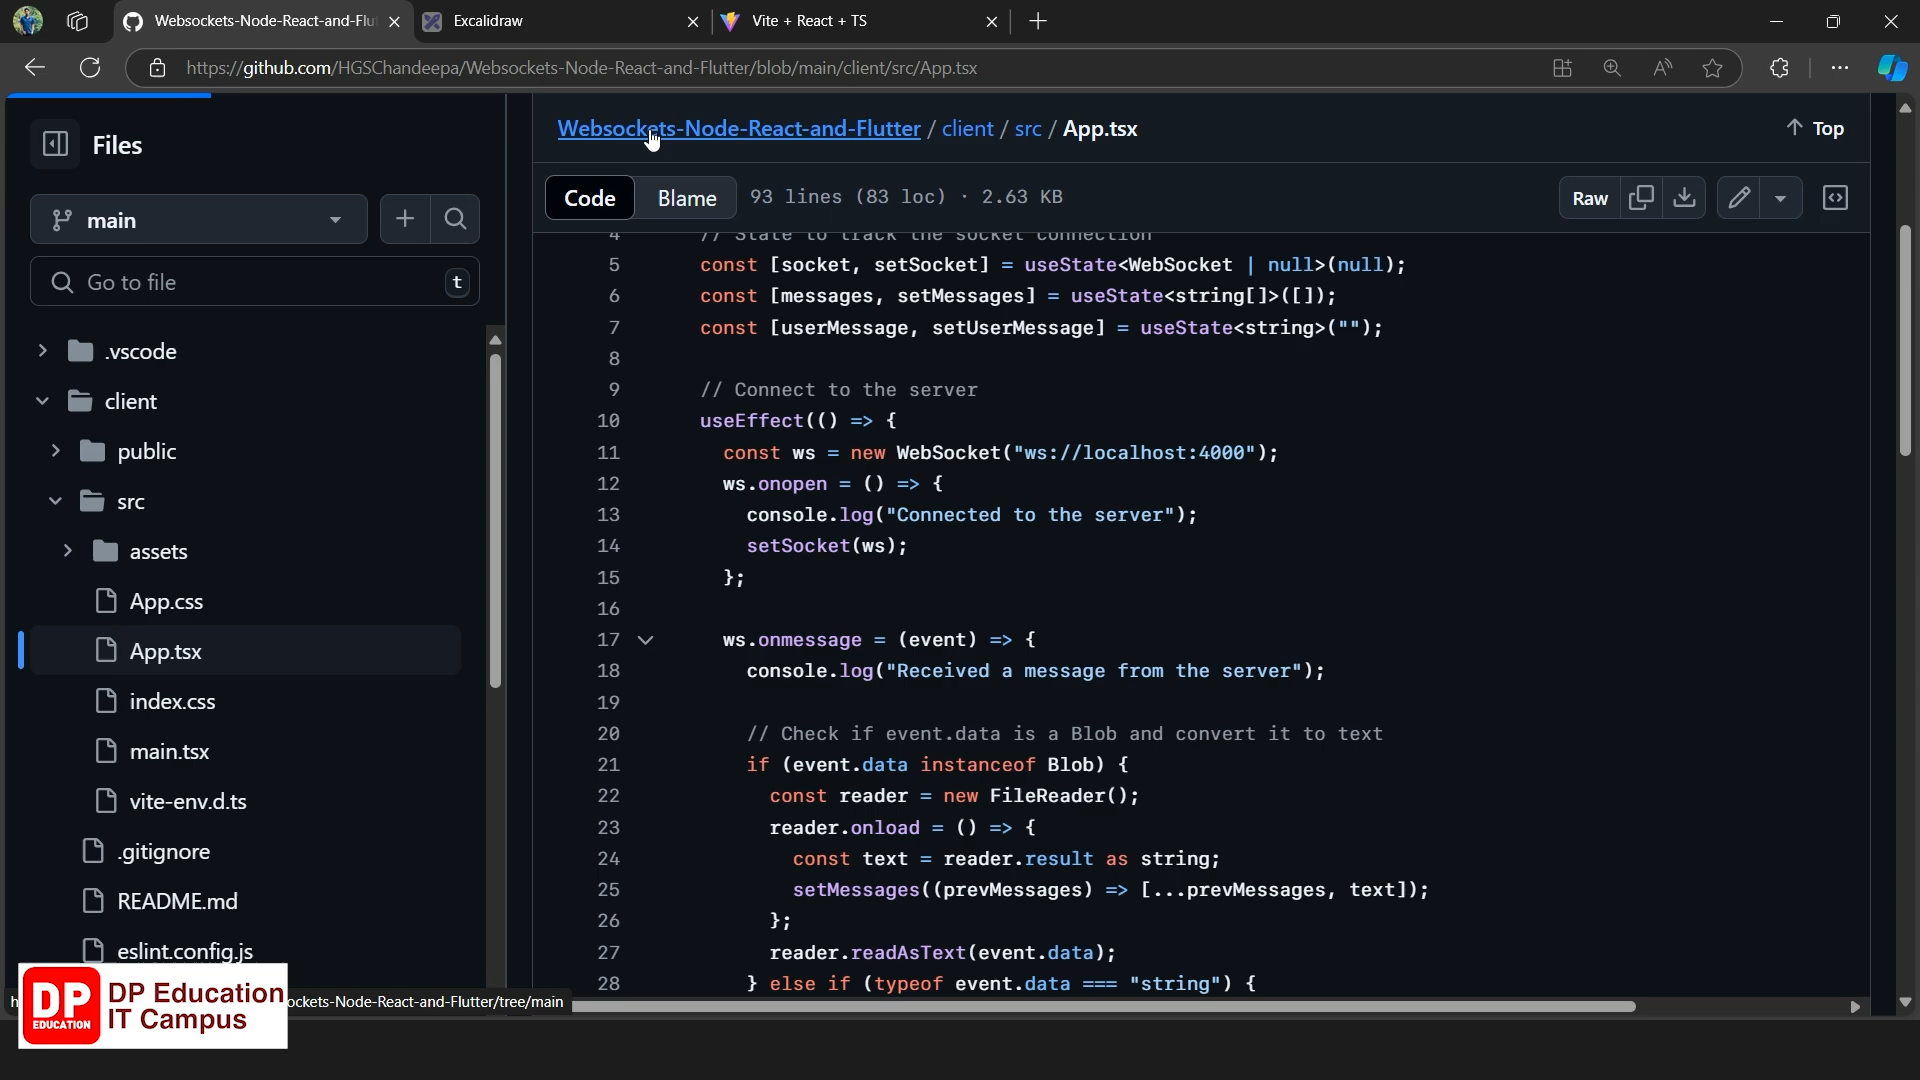 Websockets-Node-React-and-Flu
Excalidraw
Vite + React + TS
https://github.com/HGSChandeepa/Websockets-Node-React-and-Flutter/blob/main/client/src/App.tsx
Files
main
Go to file
t
.vscode
client
public
src
assets
App.css
App.tsx
index.css
main.tsx
vite-env.d.ts
.gitignore
README.md
eslint.config.js
Websockets-Node-React-and-Flutter / client / src / App.tsx
Top
Code
Blame
93 lines (83 loc) · 2.63 KB
Raw
4 // State to track the socket connection
5 const [socket, setSocket] = useState<WebSocket | null>(null);
6 const [messages, setMessages] = useState<string[]>([]);
7 const [userMessage, setUserMessage] = useState<string>("");
8
9 // Connect to the server
10 useEffect(() => {
11 const ws = new WebSocket("ws://localhost:4000");
12 ws.onopen = () => {
13 console.log("Connected to the server");
14 setSocket(ws);
15 };
16
17 ws.onmessage = (event) => {
18 console.log("Received a message from the server");
19
20 // Check if event.data is a Blob and convert it to text
21 if (event.data instanceof Blob) {
22 const reader = new FileReader();
23 reader.onload = () => {
24 const text = reader.result as string;
25 setMessages((prevMessages) => [...prevMessages, text]);
26 };
27 reader.readAsText(event.data);
28 } else if (typeof event.data === "string") {
ockets-Node-React-and-Flutter/tree/main
DP
EDUCATION
DP Education
IT Campus